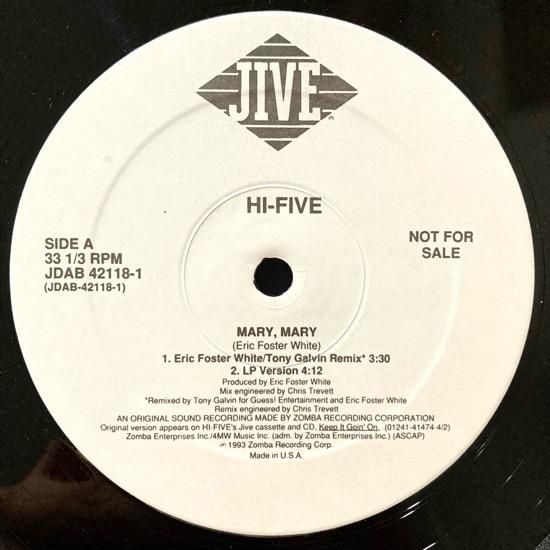 JIVE
HI-FIVE
SIDE A
33 1/3 RPM
JDAB 42118-1
(JDAB-42118-1)
NOT FOR
SALE
MARY, MARY
(Eric Foster White)
1. Eric Foster White/Tony Galvin Remix* 3:30
2. LP Version 4:12
Produced by Eric Foster White
Mix engineered by Chris Trevett
*Remixed by Tony Galvin for Guess! Entertainment and Eric Foster White
Remix engineered by Chris Trevett
AN ORIGINAL SOUND RECORDING MADE BY ZOMBA RECORDING CORPORATION
Original version appears on HI-FIVE's Jive cassette and CD, Keep It Goin' On. (01241-41474-4/2)
Zomba Enterprises Inc./4MW Music Inc. (adm. by Zomba Enterprises Inc.) (ASCAP)
℗ 1993 Zomba Recording Corp.
Made in U.S.A.